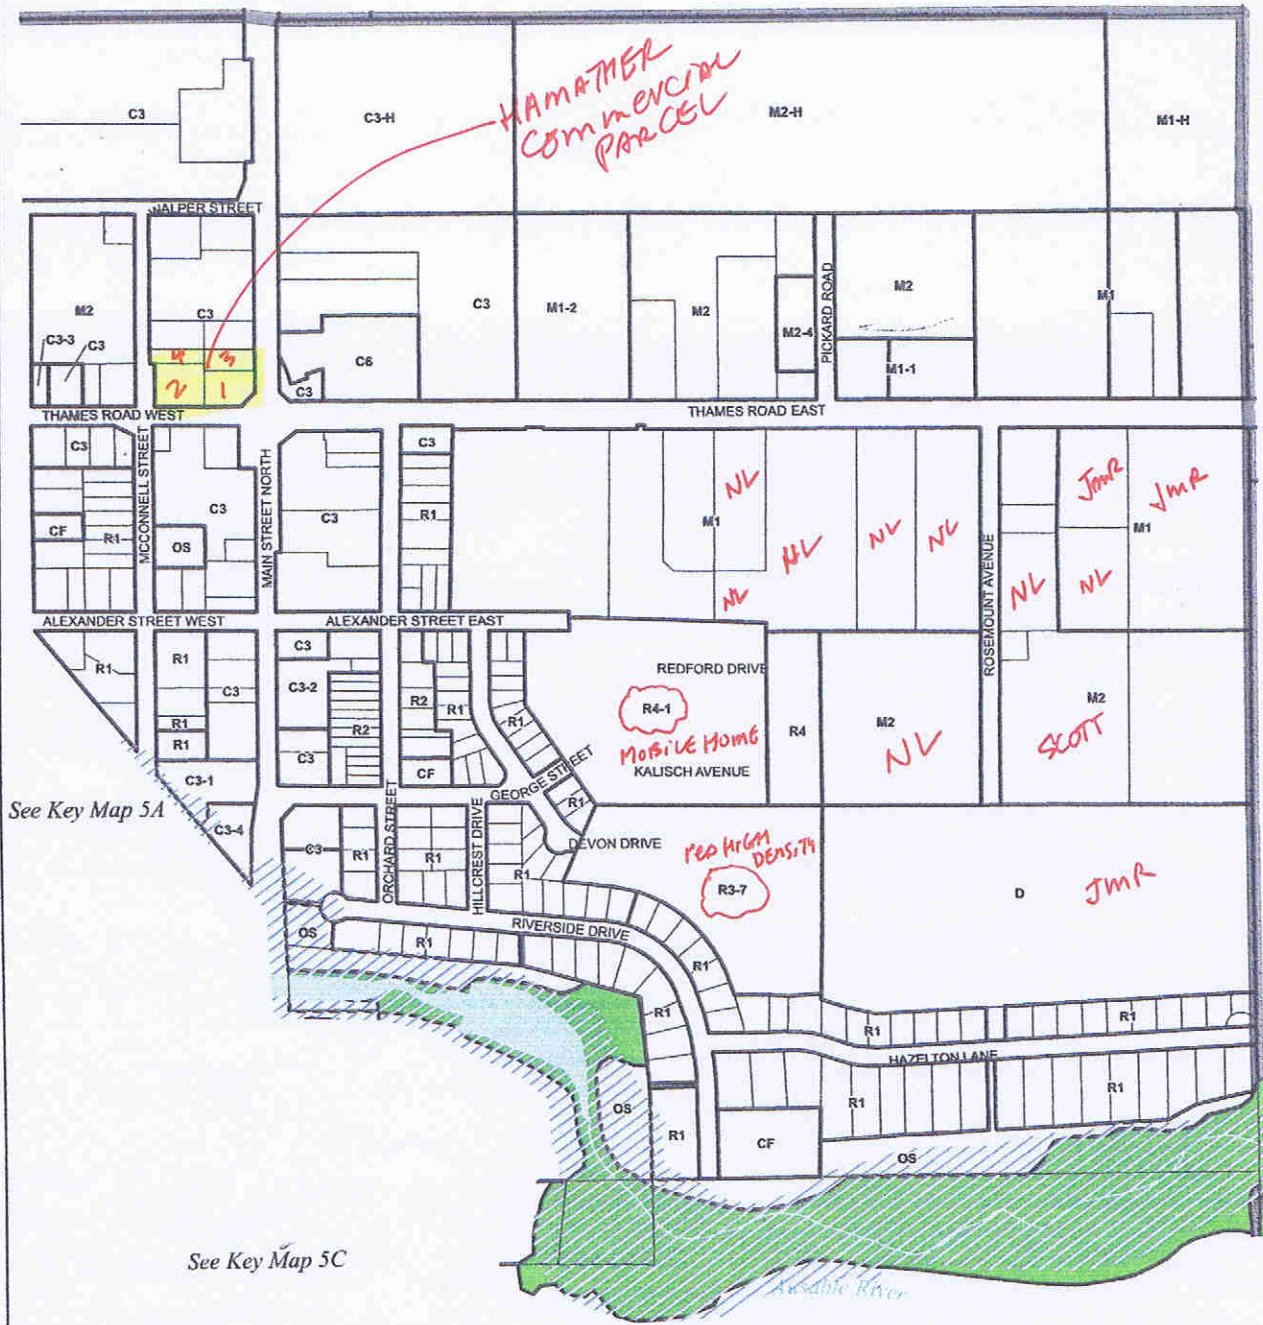 HAMATHER
COMMERCIAL
PARCEL
C3
C3-H
M2-H
M1-H
WALPER STREET
M2
C3
C3
M1-2
M2
M2-4
PICKARD ROAD
M2
M1
C3-3
C3
4
3
2
1
C6
C3
M1-1
THAMES ROAD WEST
THAMES ROAD EAST
C3
CF
R1
MCCONNELL STREET
C3
OS
MAIN STREET NORTH
C3
C3
R1
M1
NL
NL
NL
NL
NL
ROSEMOUNT AVENUE
JMR
JMR
M1
NL
NL
ALEXANDER STREET WEST
ALEXANDER STREET EAST
R1
R1
C3
R1
R1
C3-1
C3-4
C3
C3-2
C3
R2
R2
R1
CF
R1
GEORGE STREET
R1
REDFORD DRIVE
R4-1
MOBILE HOME
KALISCH AVENUE
R4
M2
NL
M2
SCOTT
See Key Map 5A
C3
R1
ORCHARD STREET
R1
HILLCREST DRIVE
R1
DEVON DRIVE
HIGH
DENSITY
R3-7
D
JMR
OS
R1
RIVERSIDE DRIVE
R1
R1
R1
R1
HAZELTON LANE
OS
R1
CF
R1
R1
OS
See Key Map 5C
Ausable River